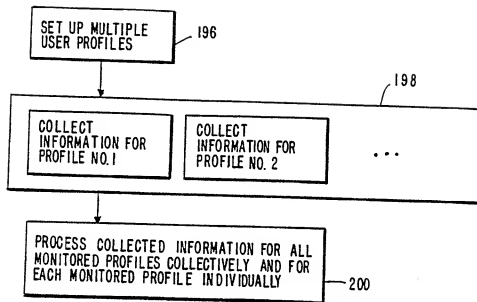 SET UP MULTIPLE
USER PROFILES
196
198
COLLECT
INFORMATION FOR
PROFILE NO. 1
COLLECT
INFORMATION FOR
PROFILE NO. 2
...
PROCESS COLLECTED INFORMATION FOR ALL
MONITORED PROFILES COLLECTIVELY AND FOR
EACH MONITORED PROFILE INDIVIDUALLY
200